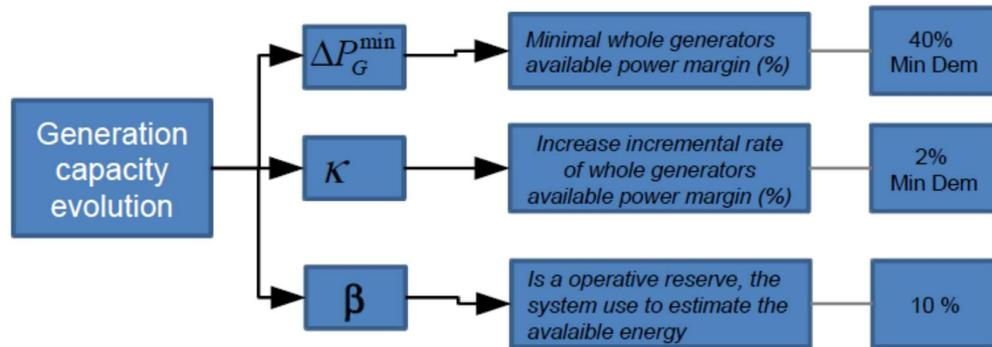 Generation
capacity
evolution
ΔP_G^min
Minimal whole generators
available power margin (%)
40%
Min Dem
κ
Increase incremental rate
of whole generators
available power margin (%)
2%
Min Dem
β
Is a operative reserve, the
system use to estimate the
avalaible energy
10 %